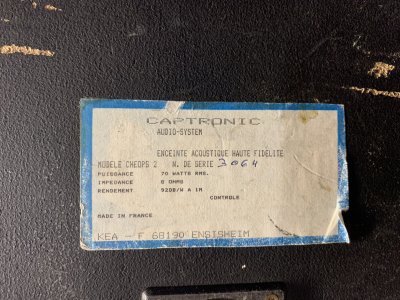 CAPTRONIC
AUDIO-SYSTEM
ENCEINTE ACOUSTIQUE HAUTE FIDELITE
MODELE CHEOPS 2 N. DE SERIE 3064
PUISSANCE 70 WATTS RMS.
IMPEDANCE 8 OHMS
RENDEMENT 92DB/W A 1M
CONTROLE
MADE IN FRANCE
KEA - F 68190 ENSISHEIM